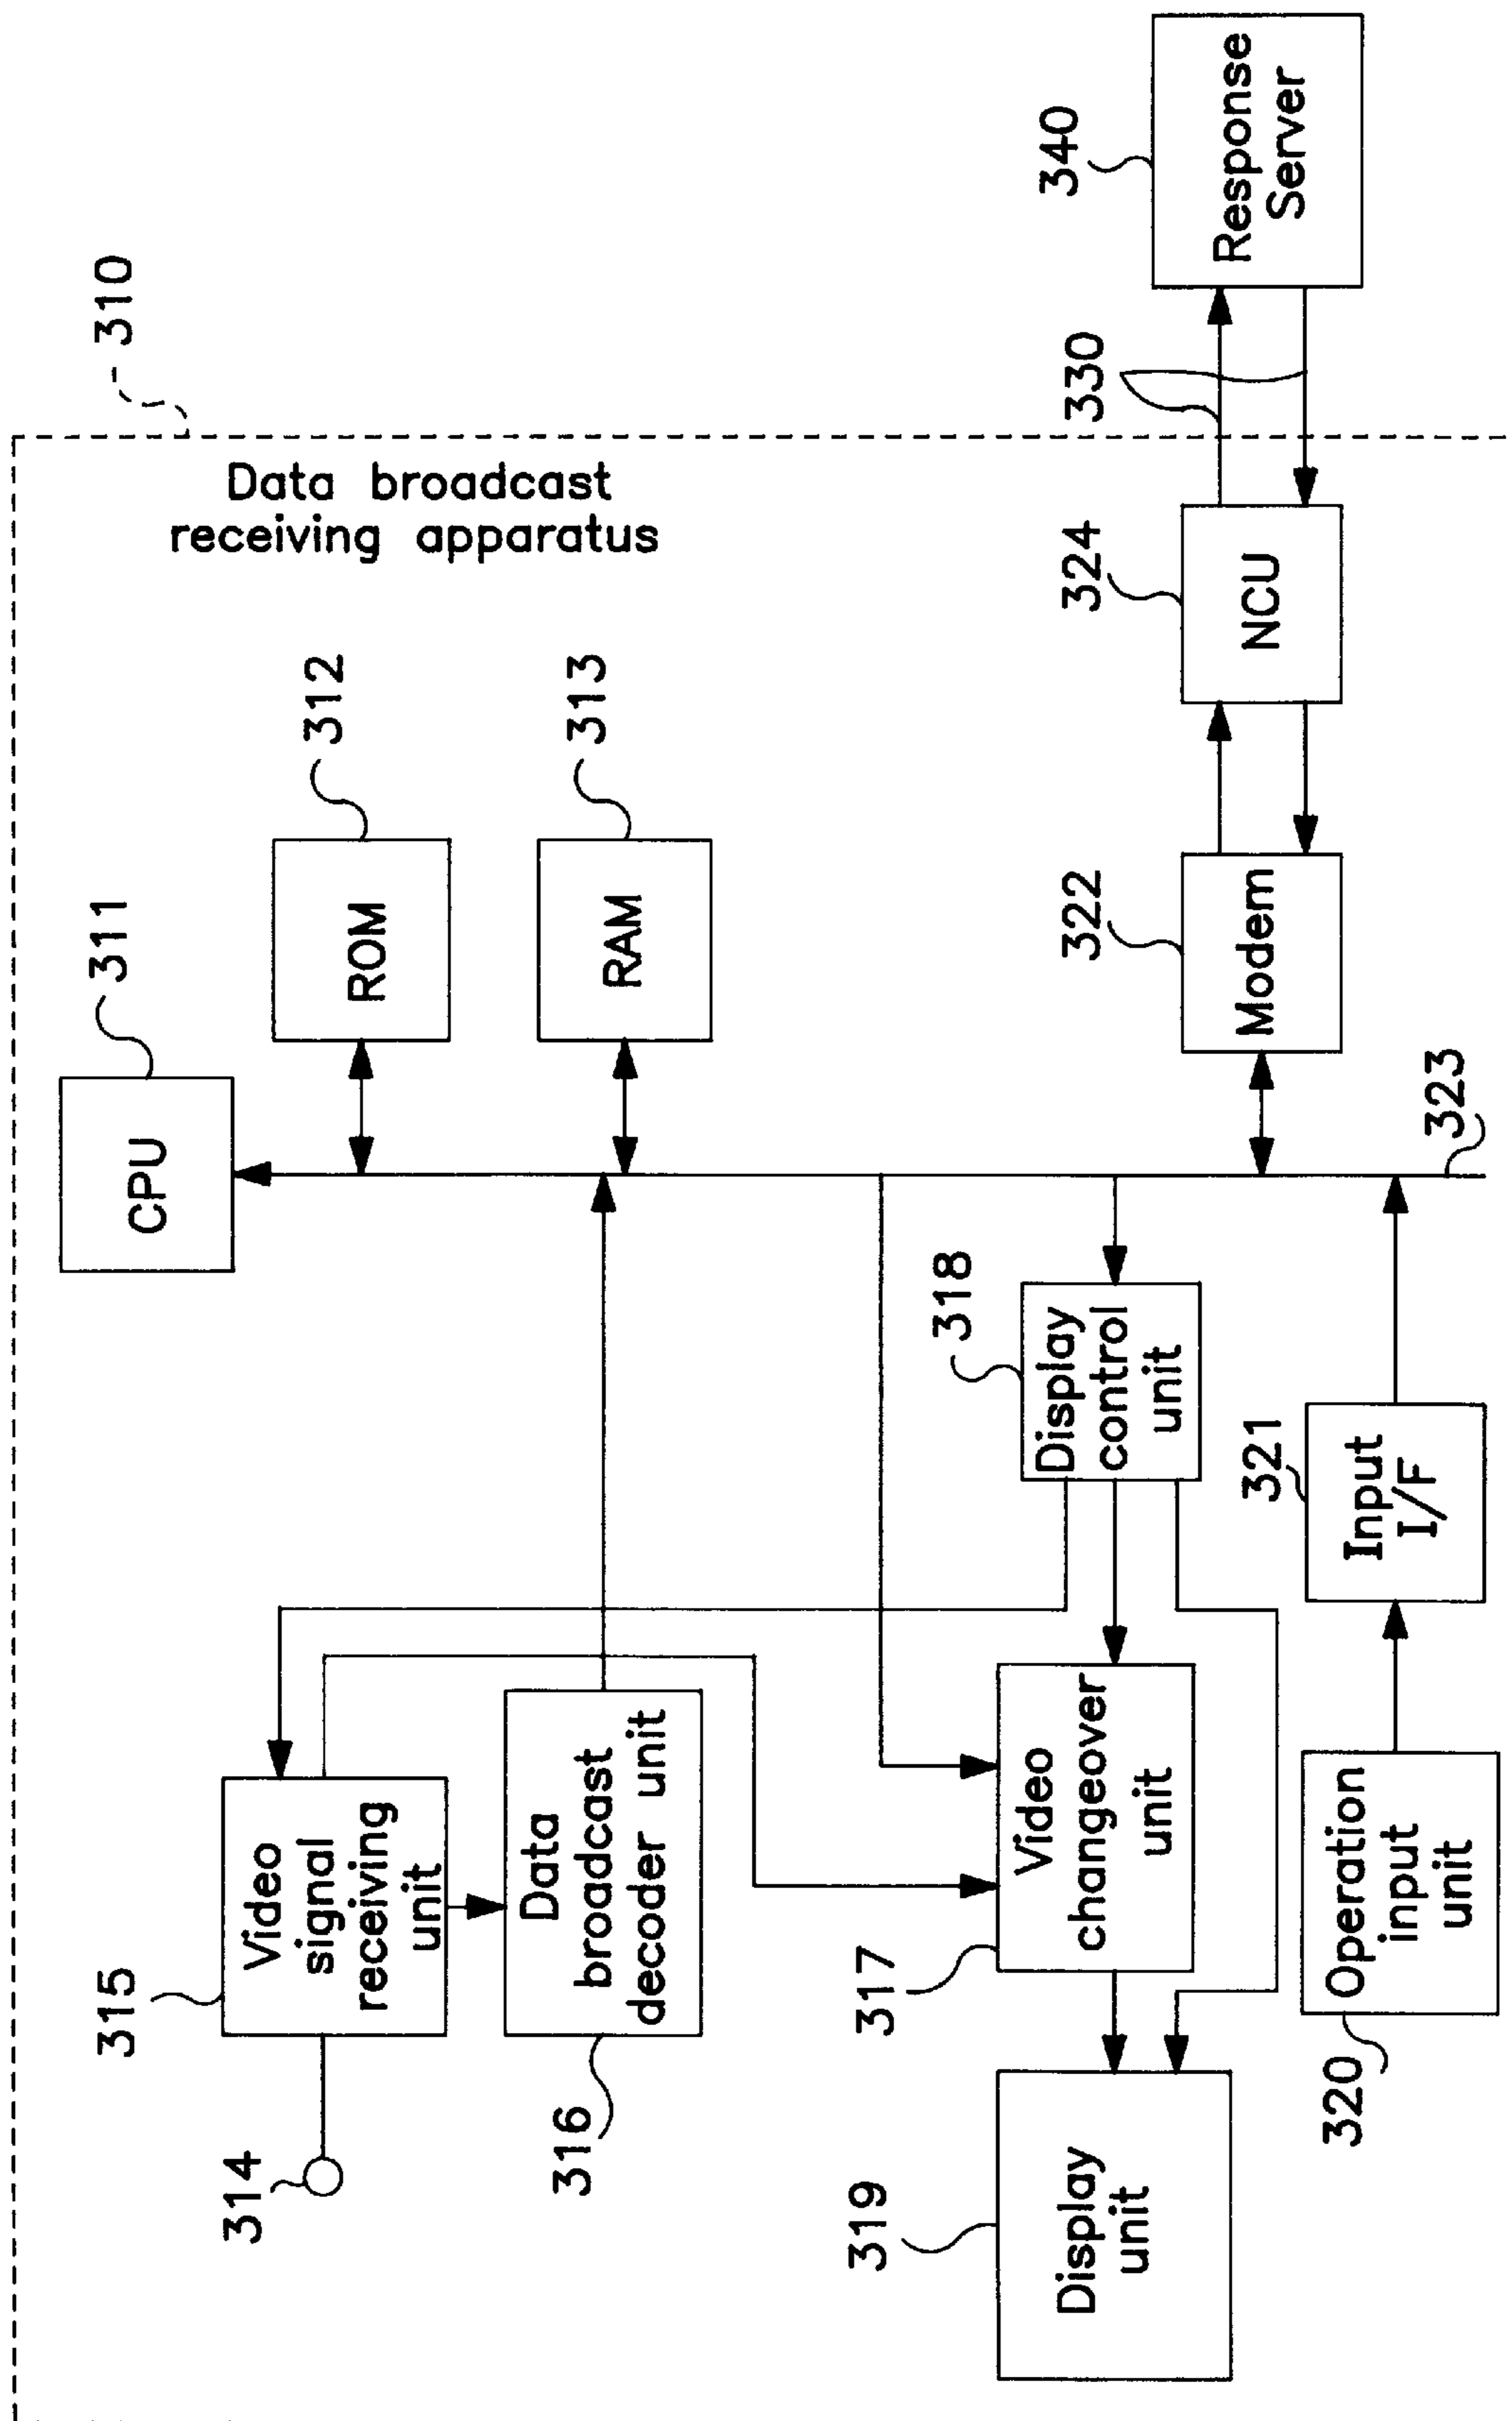 310
Data broadcast
receiving apparatus
311
CPU
312
ROM
313
RAM
314
315
Video
signal
receiving
unit
316
Data
broadcast
decoder unit
317
Video
changeover
unit
318
Display
control
unit
319
Display
unit
320
Operation
input
unit
321
Input
I/F
322
Modem
323
324
NCU
330
340
Response
Server